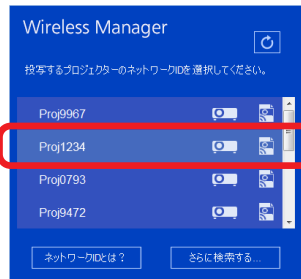 Wireless Manager
投写するプロジェクターのネットワークIDを選択してください。
Proj9967
Proj1234
Proj0793
Proj9472
ネットワークIDとは？
さらに検索する...